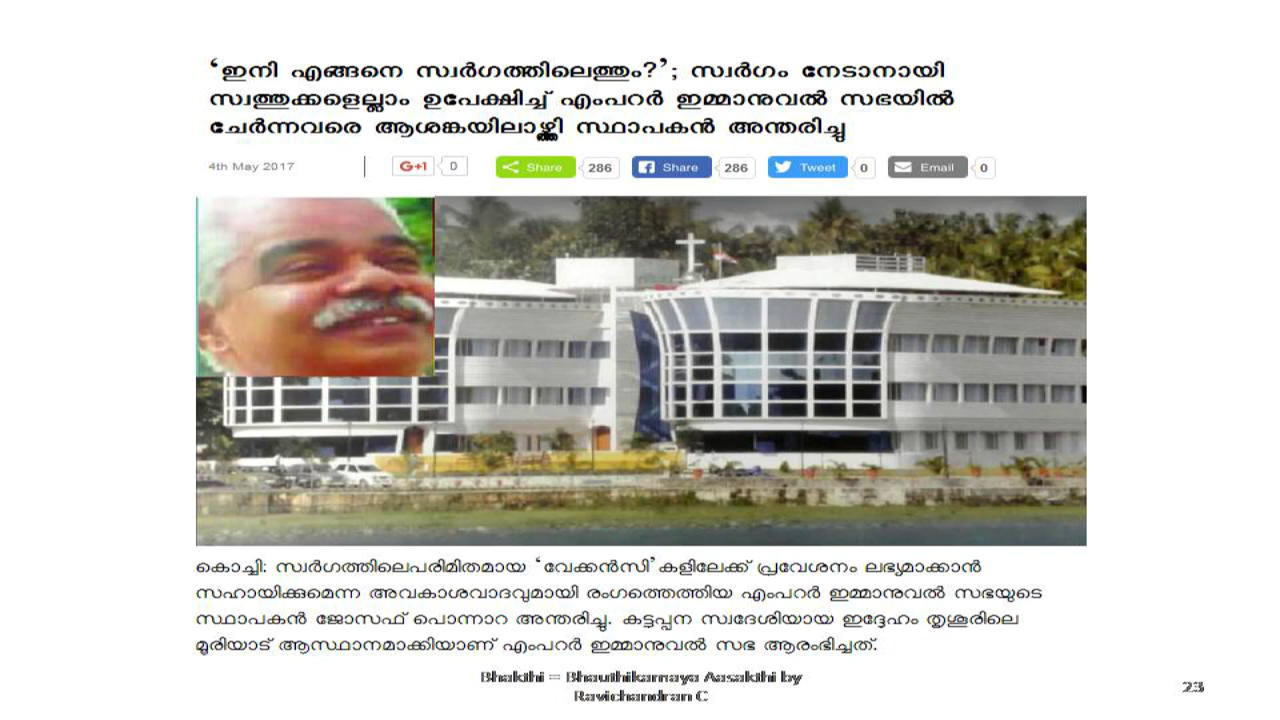 ‘ഇനി എങ്ങനെ സ്വർഗത്തിലെത്തും?’; സ്വർഗം നേടാനായി
സ്വത്തുക്കളെല്ലാം ഉപേക്ഷിച്ച് എംപറർ ഇമ്മാനുവൽ സഭയിൽ
ചേർന്നവരെ ആശങ്കയിലാഴ്ത്തി സ്ഥാപകൻ അന്തരിച്ചു
4th May 2017 G+1 0 Share 286 Share 286 Tweet 0 Email 0
കൊച്ചി: സ്വർഗത്തിലെപരിമിതമായ ‘വേക്കൻസി’കളിലേക്ക് പ്രവേശനം ലഭ്യമാക്കാൻ
സഹായിക്കുമെന്ന അവകാശവാദവുമായി രംഗത്തെത്തിയ എംപറർ ഇമ്മാനുവൽ സഭയുടെ
സ്ഥാപകൻ ജോസഫ് പൊന്നാറ അന്തരിച്ചു. കട്ടപ്പന സ്വദേശിയായ ഇദ്ദേഹം തൃശൂരിലെ
മൂരിയാട് ആസ്ഥാനമാക്കിയാണ് എംപറർ ഇമ്മാനുവൽ സഭ ആരംഭിച്ചത്.
Bhakthi = Bhauthikamaya Aasakthi by
Ravichandran C
23